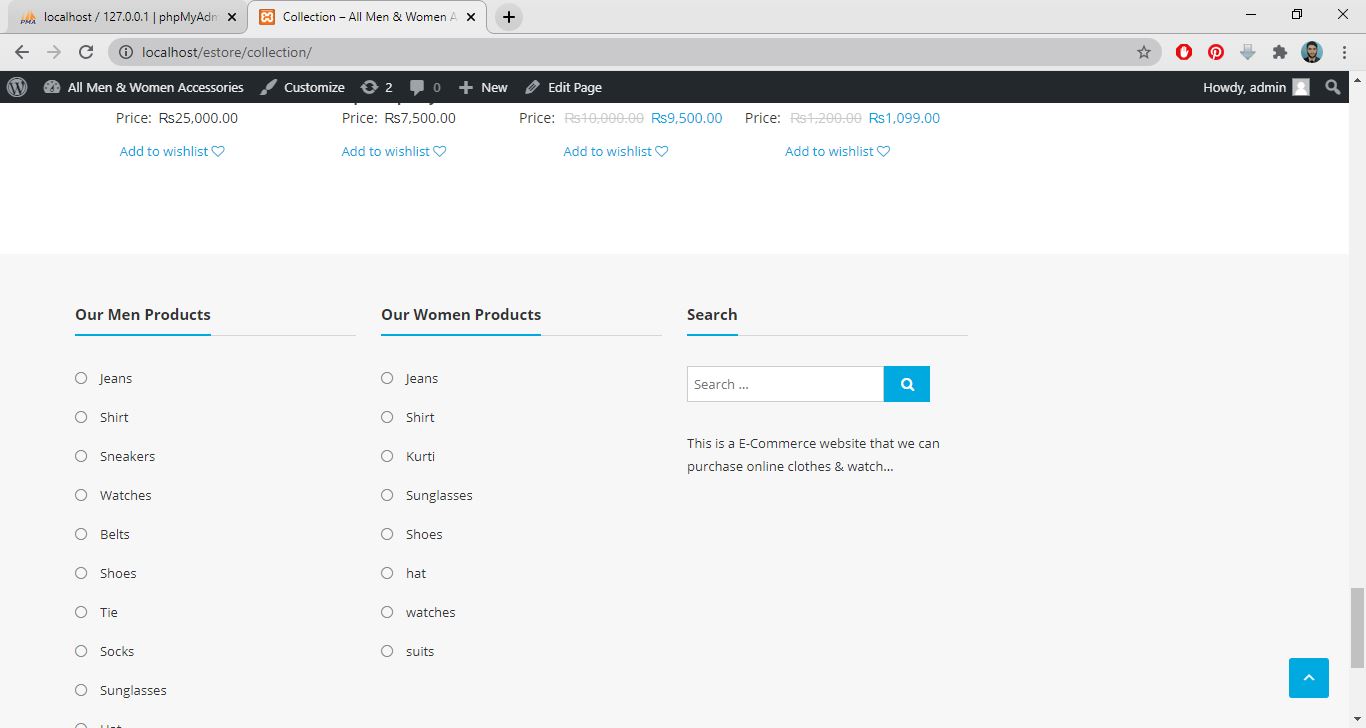 localhost / 127.0.0.1 | phpMyAdm
Collection – All Men & Women A
localhost/estore/collection/
All Men & Women Accessories
Customize
2
0
New
Edit Page
Howdy, admin
Price: ₨25,000.00
Price: ₨7,500.00
Price: ₨10,000.00 ₨9,500.00
Price: ₨1,200.00 ₨1,099.00
Add to wishlist
Add to wishlist
Add to wishlist
Add to wishlist
Our Men Products
Jeans
Shirt
Sneakers
Watches
Belts
Shoes
Tie
Socks
Sunglasses
Our Women Products
Jeans
Shirt
Kurti
Sunglasses
Shoes
hat
watches
suits
Search
Search ...
This is a E-Commerce website that we can
purchase online clothes & watch...